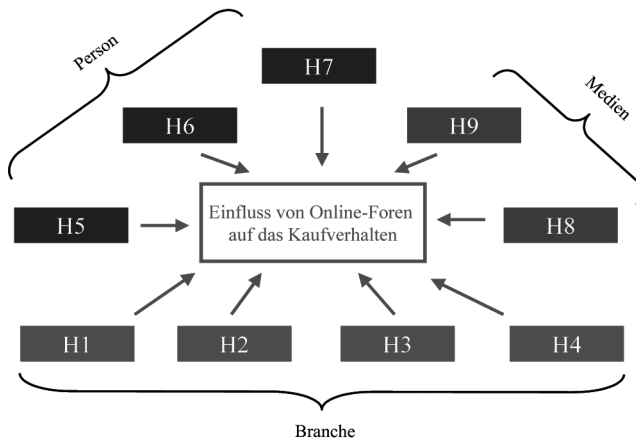 Person
H7
Medien
H6
H9
Einfluss von Online-Foren
auf das Kaufverhalten
H5
H8
H1
H2
H3
H4
Branche